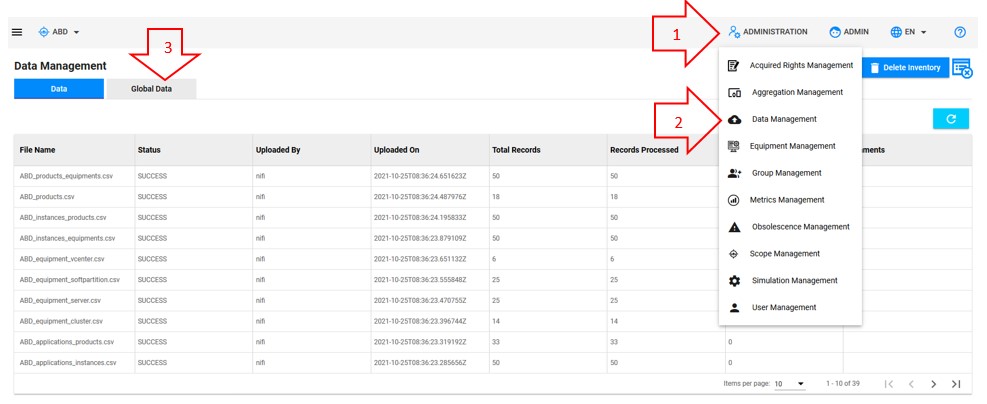 ABD
1
ADMINISTRATION
ADMIN
EN
3
Data Management
Data
Global Data
Delete Inventory
Acquired Rights Management
Aggregation Management
2
Data Management
Equipment Management
Group Management
Metrics Management
Obsolescence Management
Scope Management
Simulation Management
User Management
File Name Status Uploaded By Uploaded On Total Records Records Processed ments
ABD_products_equipments.csv SUCCESS nifi 2021-10-25T08:36:24.651623Z 50 50
ABD_products.csv SUCCESS nifi 2021-10-25T08:36:24.487976Z 18 18
ABD_instances_products.csv SUCCESS nifi 2021-10-25T08:36:24.195833Z 50 50
ABD_instances_equipments.csv SUCCESS nifi 2021-10-25T08:36:23.879109Z 50 50
ABD_equipment_vcenter.csv SUCCESS nifi 2021-10-25T08:36:23.651132Z 6 6
ABD_equipment_softpartition.csv SUCCESS nifi 2021-10-25T08:36:23.555848Z 25 25
ABD_equipment_server.csv SUCCESS nifi 2021-10-25T08:36:23.470755Z 25 25
ABD_equipment_cluster.csv SUCCESS nifi 2021-10-25T08:36:23.396744Z 14 14
ABD_applications_products.csv SUCCESS nifi 2021-10-25T08:36:23.319192Z 33 33 0
ABD_applications_instances.csv SUCCESS nifi 2021-10-25T08:36:23.285656Z 50 50 0
Items per page: 10 1 - 10 of 39